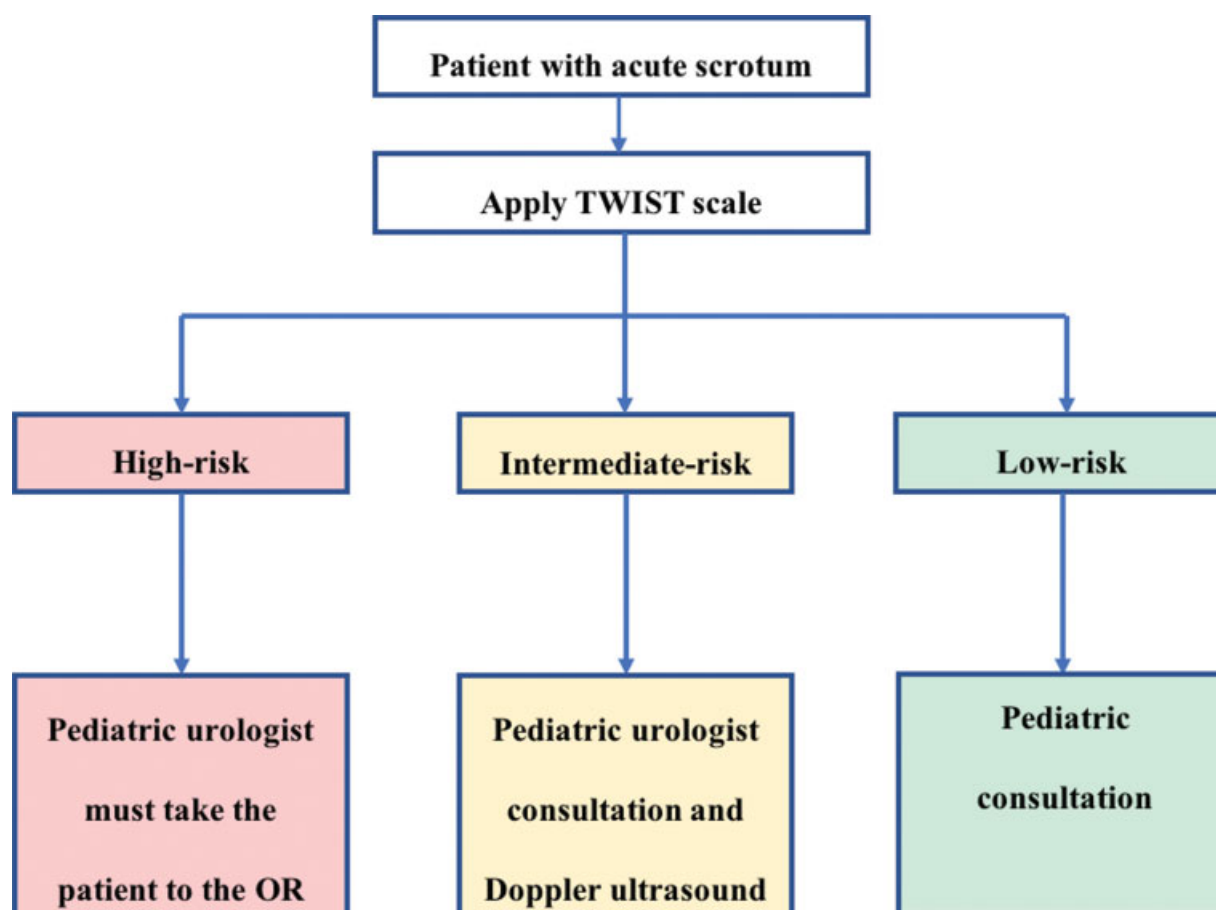 Patient with acute scrotum
Apply TWIST scale
High-risk
Intermediate-risk
Low-risk
Pediatric urologist
must take the
patient to the OR
Pediatric urologist
consultation and
Doppler ultrasound
Pediatric
consultation